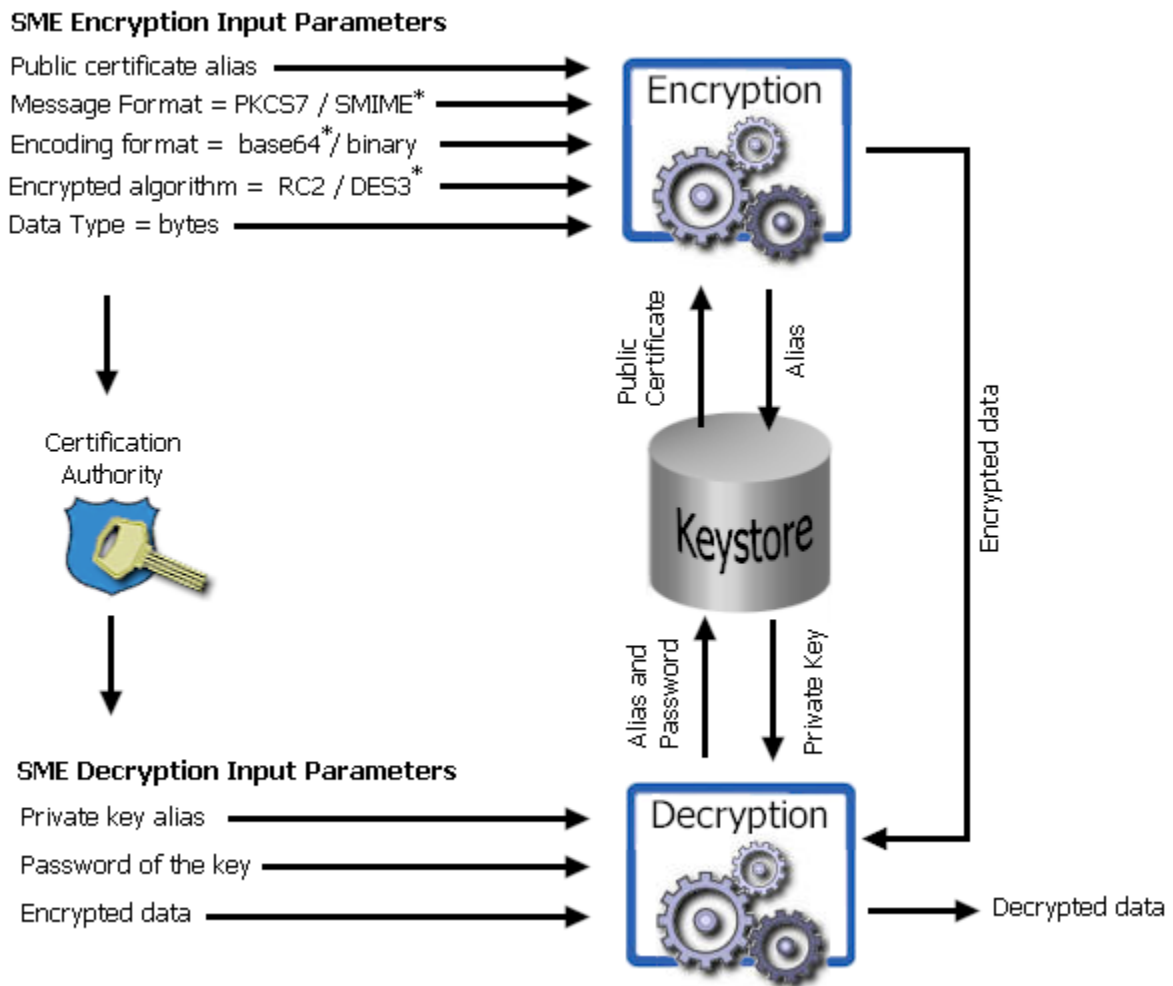 SME Encryption Input Parameters
Public certificate alias
Message Format = PKCS7 / SMIME*
Encoding format = base64*/ binary
Encrypted algorithm = RC2 / DES3*
Data Type = bytes
Encryption
Public
Certificate
Alias
Certification
Authority
Keystore
Encrypted data
Alias and
Password
Private Key
SME Decryption Input Parameters
Private key alias
Password of the key
Encrypted data
Decryption
Decrypted data